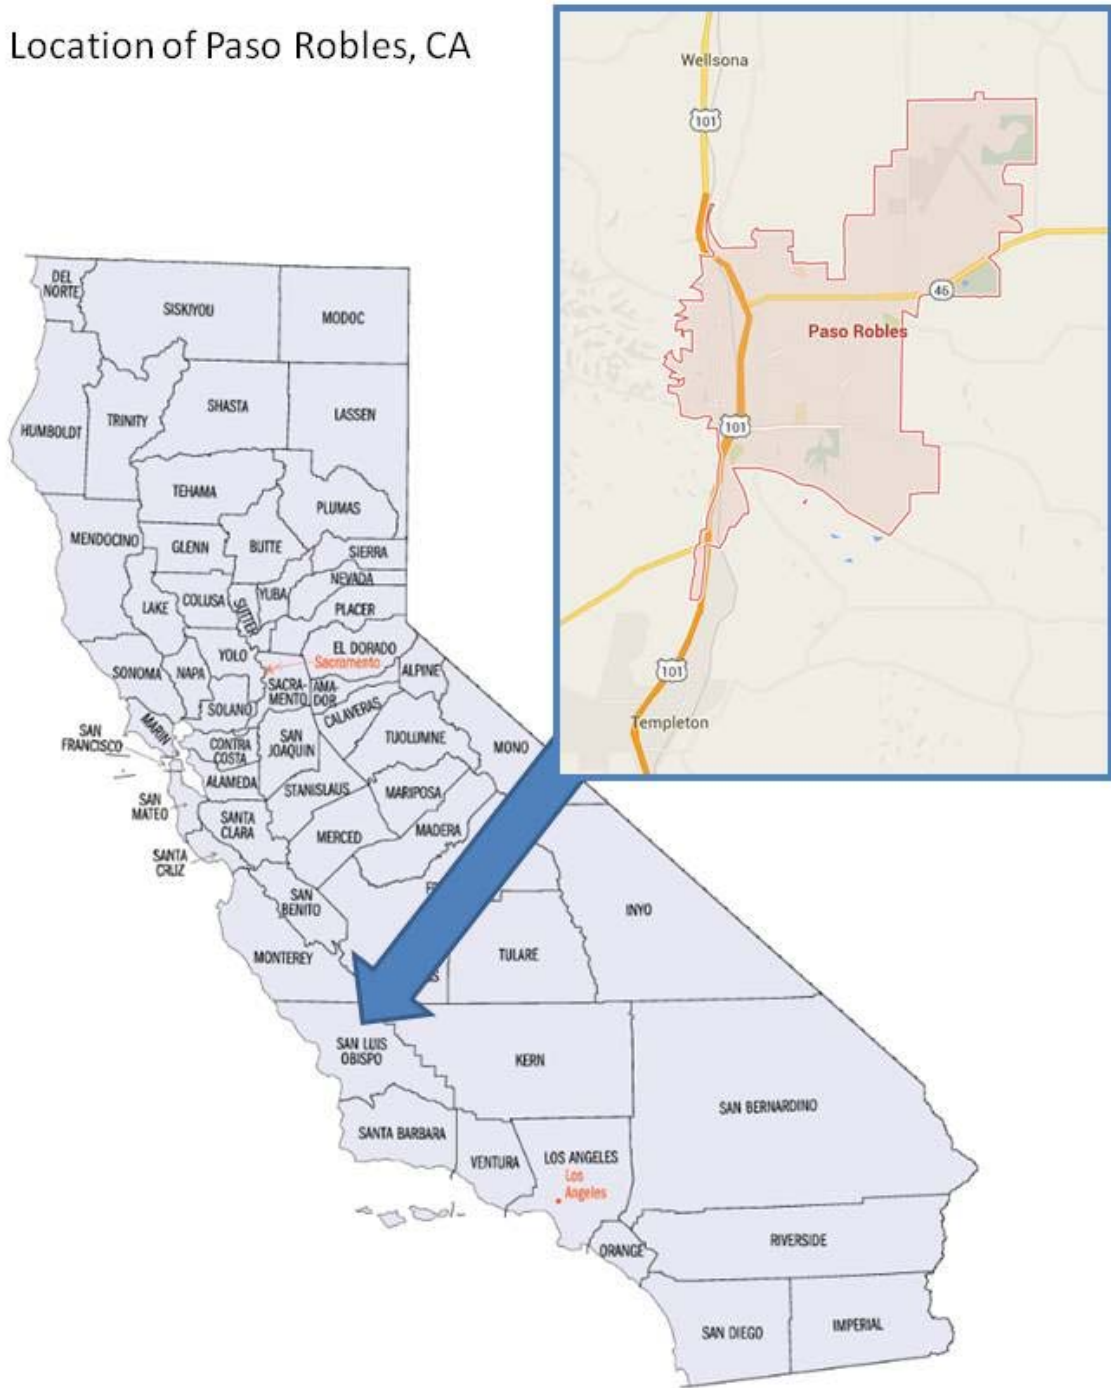 Location of Paso Robles, CA
Wellsona
101
46
Paso Robles
101
101
Templeton
DEL
NORTE
SISKIYOU
MODOC
HUMBOLDT
TRINITY
SHASTA
LASSEN
TEHAMA
PLUMAS
MENDOCINO
GLENN
BUTTE
SIERRA
NEVADA
LAKE
COLUSA
SUTTER
YUBA
PLACER
SONOMA
NAPA
YOLO
EL DORADO
Sacramento
ALPINE
SACRA-
MENTO
AMA-
DOR
SOLANO
CALAVERAS
MARIN
SAN
FRANCISCO
CONTRA
COSTA
SAN
JOAQUIN
TUOLUMNE
MONO
ALAMEDA
STANISLAUS
MARIPOSA
SAN
MATEO
SANTA
CLARA
MERCED
MADERA
SANTA
CRUZ
SAN
BENITO
INYO
MONTEREY
TULARE
SAN LUIS
OBISPO
KERN
SAN BERNARDINO
SANTA BARBARA
VENTURA
LOS ANGELES
Los
Angeles
ORANGE
RIVERSIDE
SAN DIEGO
IMPERIAL